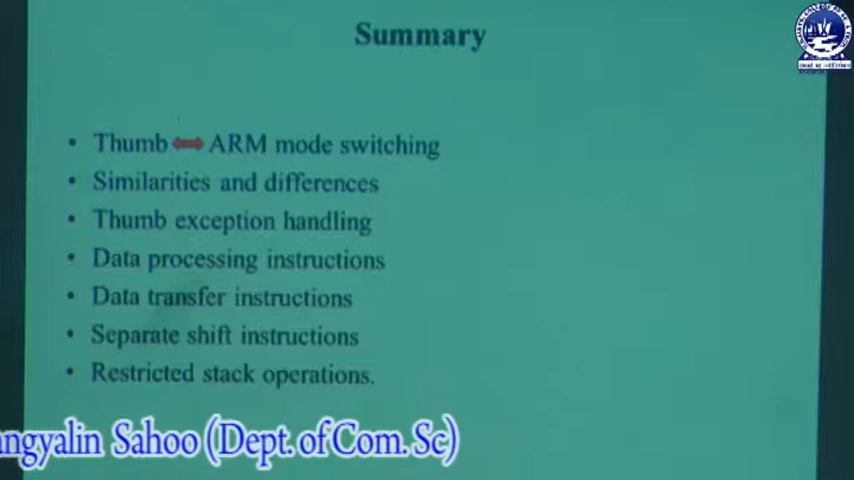 Summary
• Thumb ⟷ ARM mode switching
• Similarities and differences
• Thumb exception handling
• Data processing instructions
• Data transfer instructions
• Separate shift instructions
• Restricted stack operations.
Sahoo (Dept. of Com. Sc)